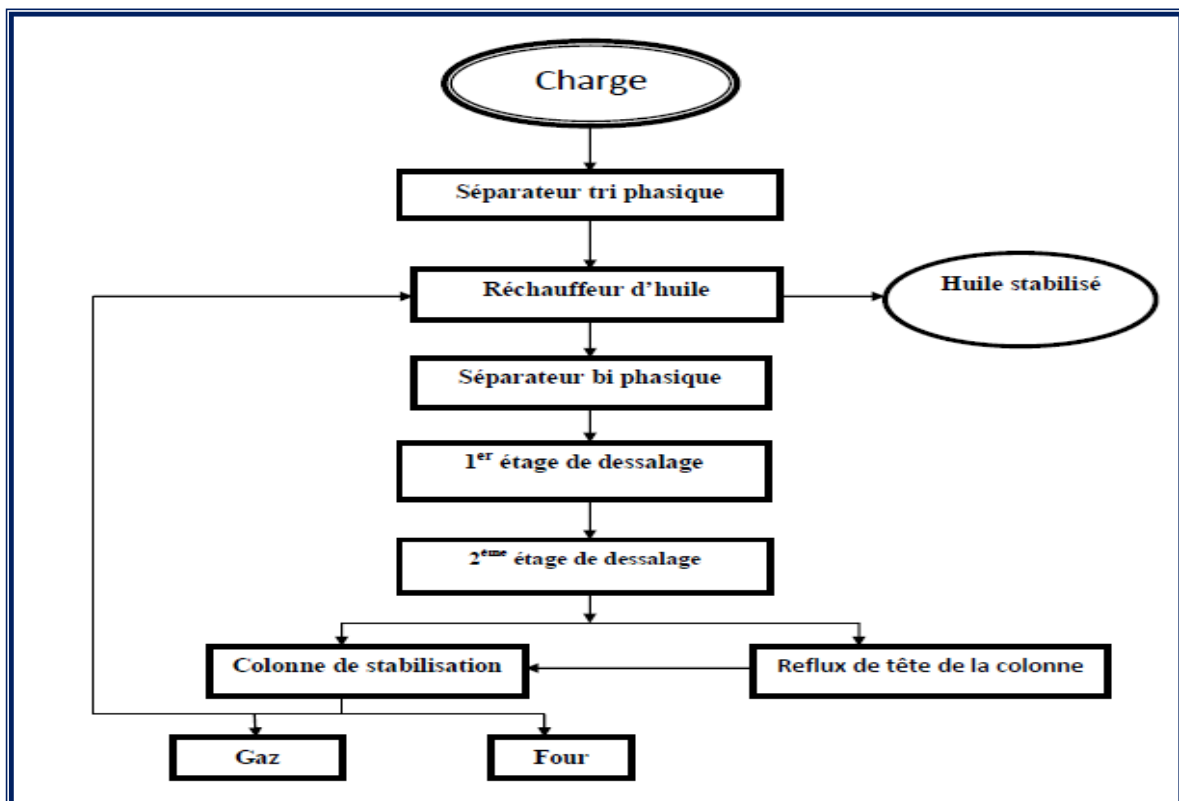 Charge
Séparateur tri phasique
Réchauffeur d'huile
Huile stabilisé
Séparateur bi phasique
1er étage de dessalage
2ème étage de dessalage
Colonne de stabilisation
Reflux de tête de la colonne
Gaz
Four